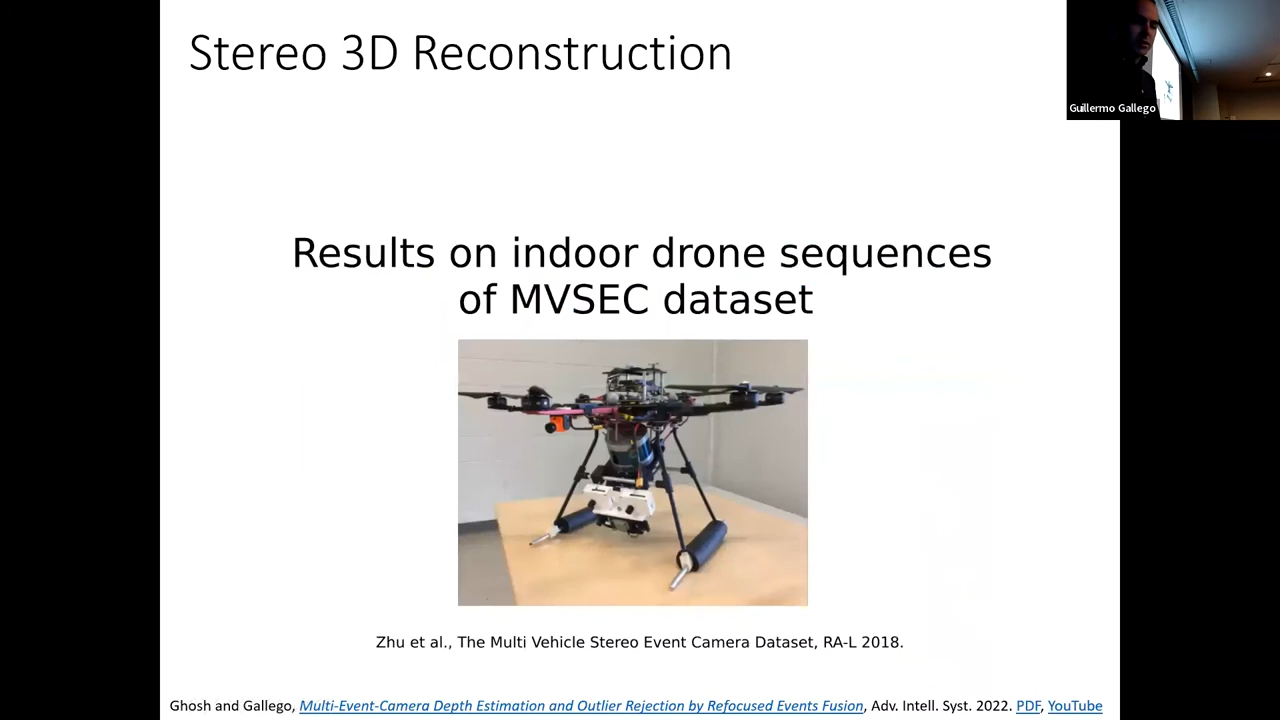 Stereo 3D Reconstruction
Guillermo Gallego
Results on indoor drone sequences
of MVSEC dataset
Zhu et al., The Multi Vehicle Stereo Event Camera Dataset, RA-L 2018.
Ghosh and Gallego, Multi-Event-Camera Depth Estimation and Outlier Rejection by Refocused Events Fusion, Adv. Intell. Syst. 2022. PDF, YouTube